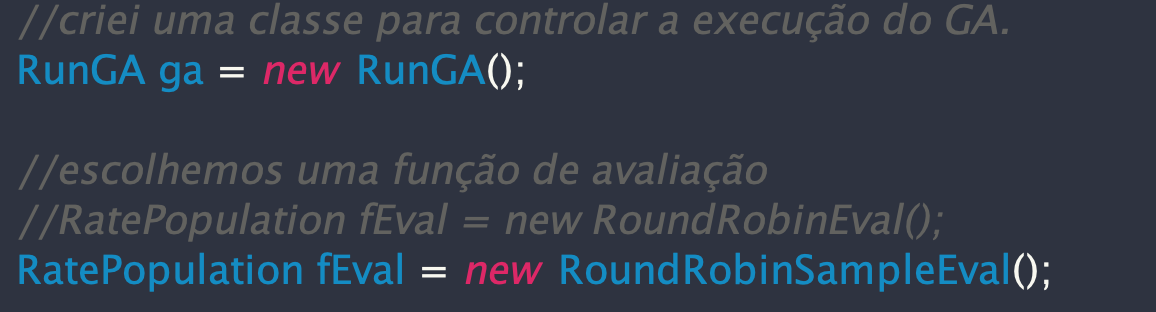 //criei uma classe para controlar a execução do GA.
RunGA ga = new RunGA();
//escolhemos uma função de avaliação
//RatePopulation fEval = new RoundRobinEval();
RatePopulation fEval = new RoundRobinSampleEval();